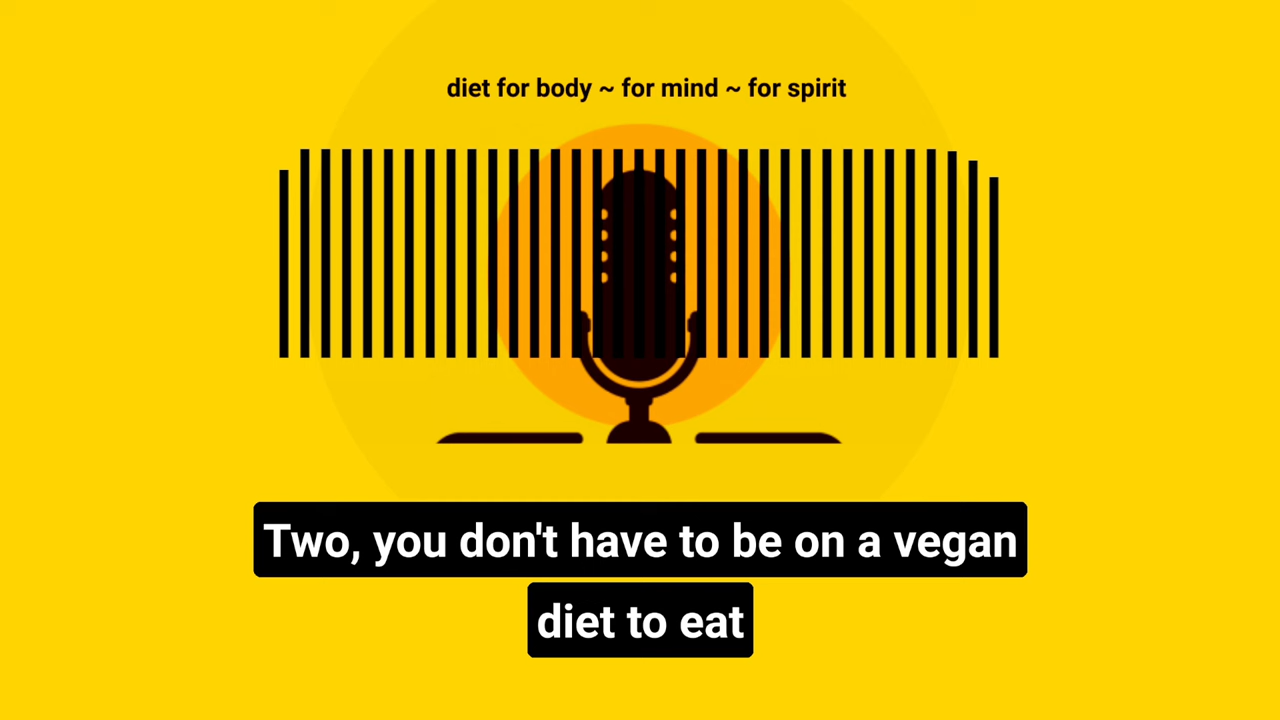 diet for body ~ for mind ~ for spirit
Two, you don't have to be on a vegan
diet to eat